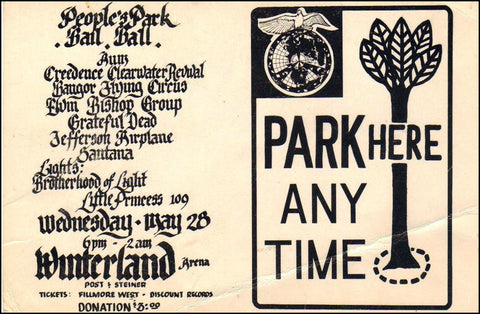 People's Park
. Bail . Ball .
Aum
Creedence Clearwater Revival
Bangor Flying Circus
Elvin Bishop Group
Grateful Dead
Jefferson Airplane
Santana
Lights:
Brotherhood of Light
Little Princess 109
Wednesday • May 28
6pm - 2am
Winterland Arena
POST & STEINER
TICKETS: FILLMORE WEST - DISCOUNT RECORDS
DONATION $3.00
PARK HERE
ANY
TIME